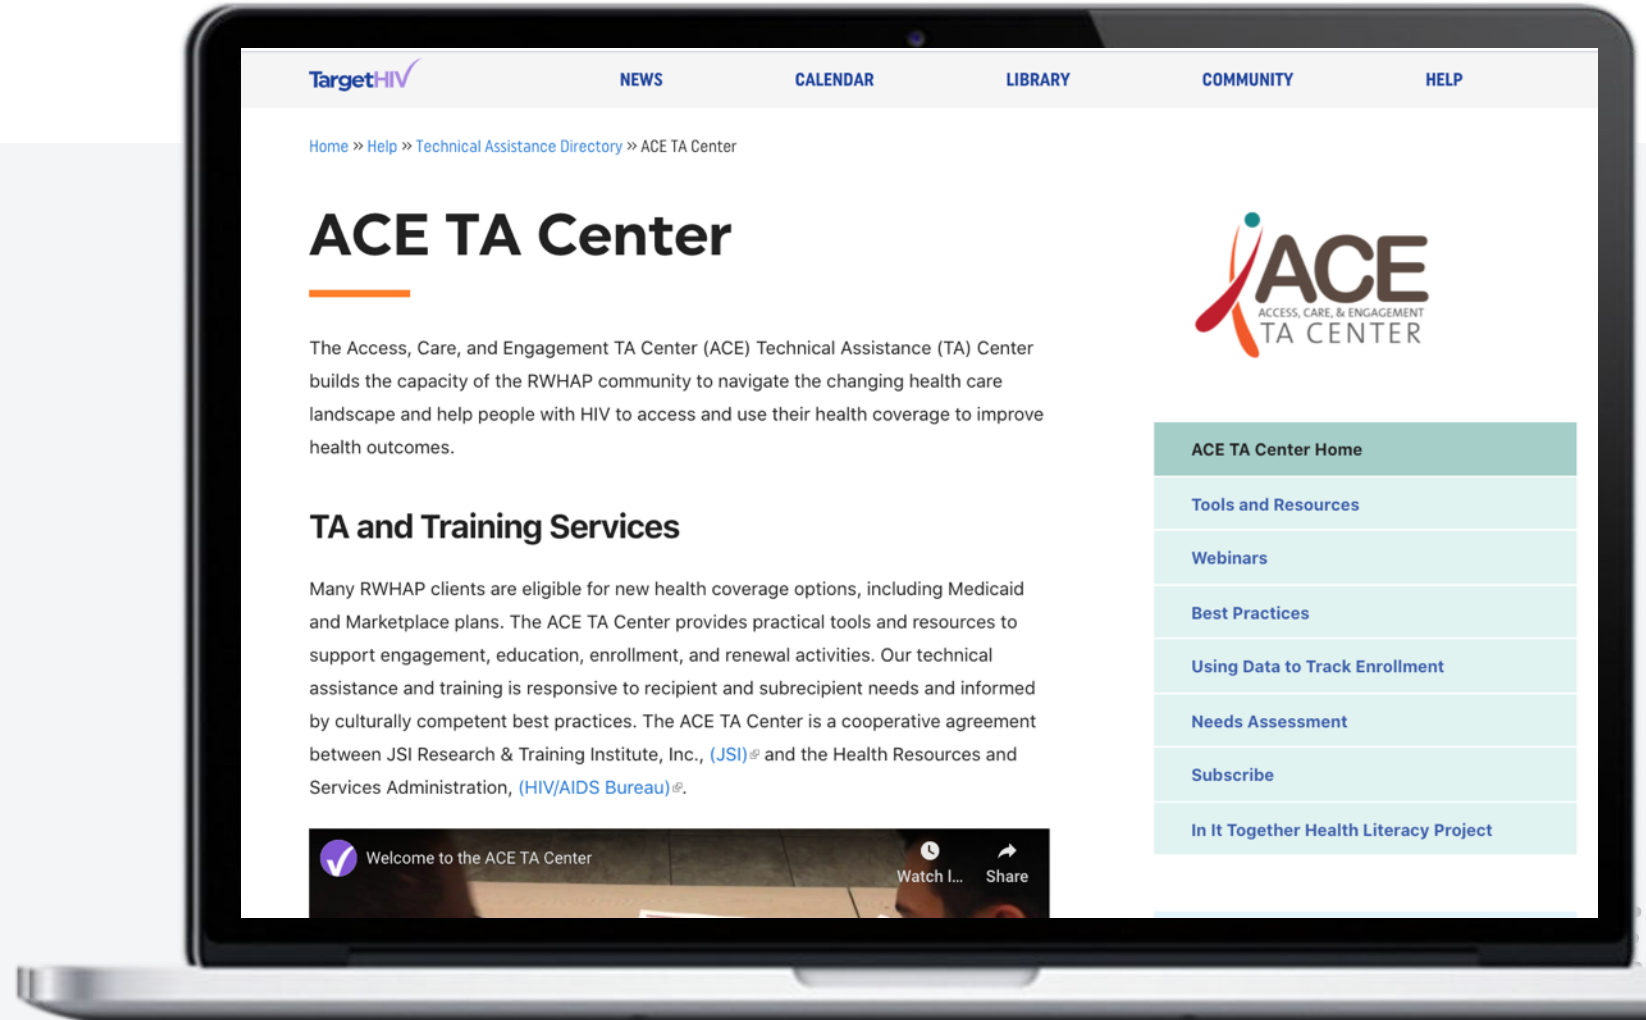 TargetHIV
NEWS
CALENDAR
LIBRARY
COMMUNITY
HELP
Home » Help » Technical Assistance Directory » ACE TA Center
ACE TA Center
The Access, Care, and Engagement TA Center (ACE) Technical Assistance (TA) Center
builds the capacity of the RWHAP community to navigate the changing health care
landscape and help people with HIV to access and use their health coverage to improve
health outcomes.
TA and Training Services
Many RWHAP clients are eligible for new health coverage options, including Medicaid
and Marketplace plans. The ACE TA Center provides practical tools and resources to
support engagement, education, enrollment, and renewal activities. Our technical
assistance and training is responsive to recipient and subrecipient needs and informed
by culturally competent best practices. The ACE TA Center is a cooperative agreement
between JSI Research & Training Institute, Inc., (JSI) and the Health Resources and
Services Administration, (HIV/AIDS Bureau).
Welcome to the ACE TA Center
Watch l...
Share
ACE
ACCESS, CARE, & ENGAGEMENT
TA CENTER
ACE TA Center Home
Tools and Resources
Webinars
Best Practices
Using Data to Track Enrollment
Needs Assessment
Subscribe
In It Together Health Literacy Project